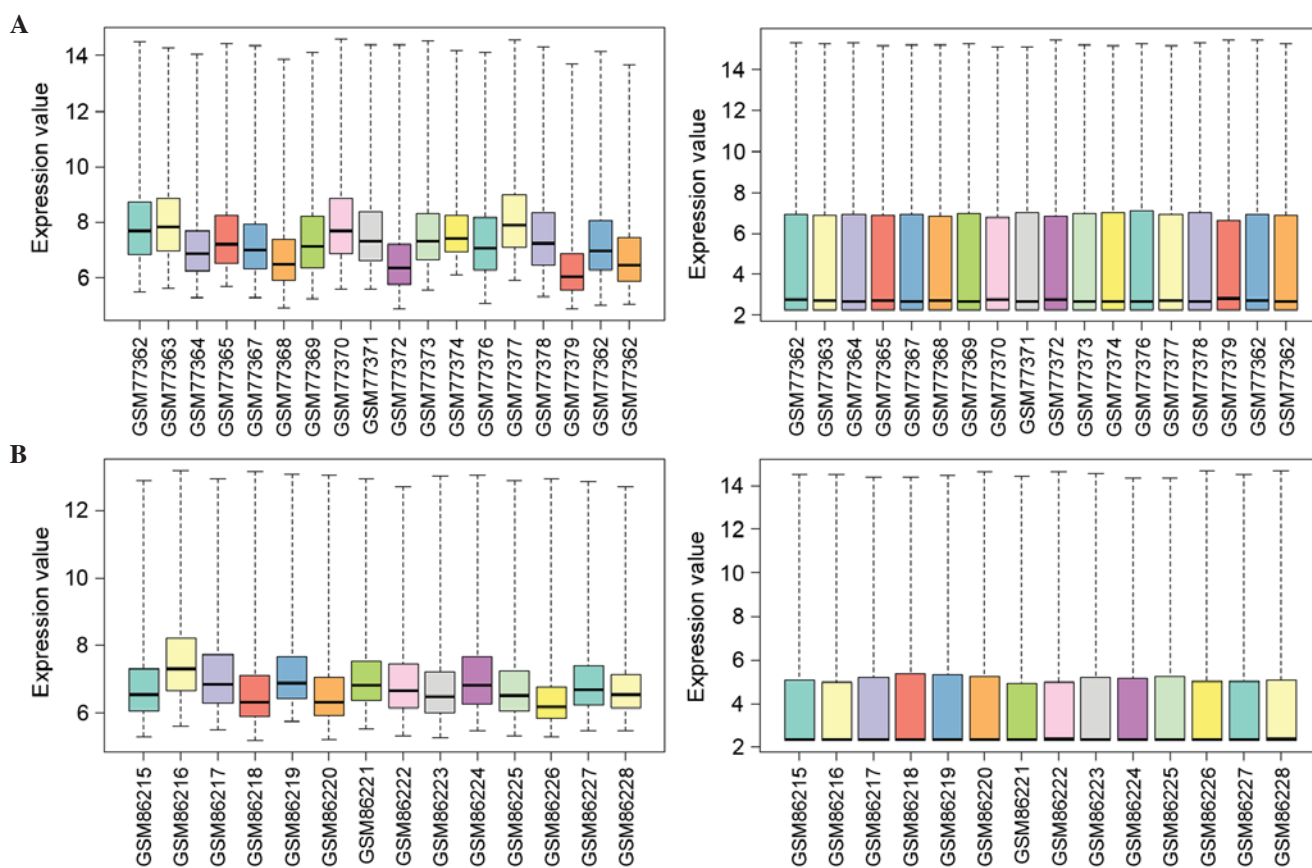 A
Expression value
14
12
10
8
6
GSM77362
GSM77363
GSM77364
GSM77365
GSM77367
GSM77368
GSM77369
GSM77370
GSM77371
GSM77372
GSM77373
GSM77374
GSM77376
GSM77377
GSM77378
GSM77379
GSM77362
GSM77362
Expression value
14
12
10
8
6
4
2
GSM77362
GSM77363
GSM77364
GSM77365
GSM77367
GSM77368
GSM77369
GSM77370
GSM77371
GSM77372
GSM77373
GSM77374
GSM77376
GSM77377
GSM77378
GSM77379
GSM77362
GSM77362
B
Expression value
12
10
8
6
GSM86215
GSM86216
GSM86217
GSM86218
GSM86219
GSM86220
GSM86221
GSM86222
GSM86223
GSM86224
GSM86225
GSM86226
GSM86227
GSM86228
Expression value
14
12
10
8
6
4
2
GSM86215
GSM86216
GSM86217
GSM86218
GSM86219
GSM86220
GSM86221
GSM86222
GSM86223
GSM86224
GSM86225
GSM86226
GSM86227
GSM86228